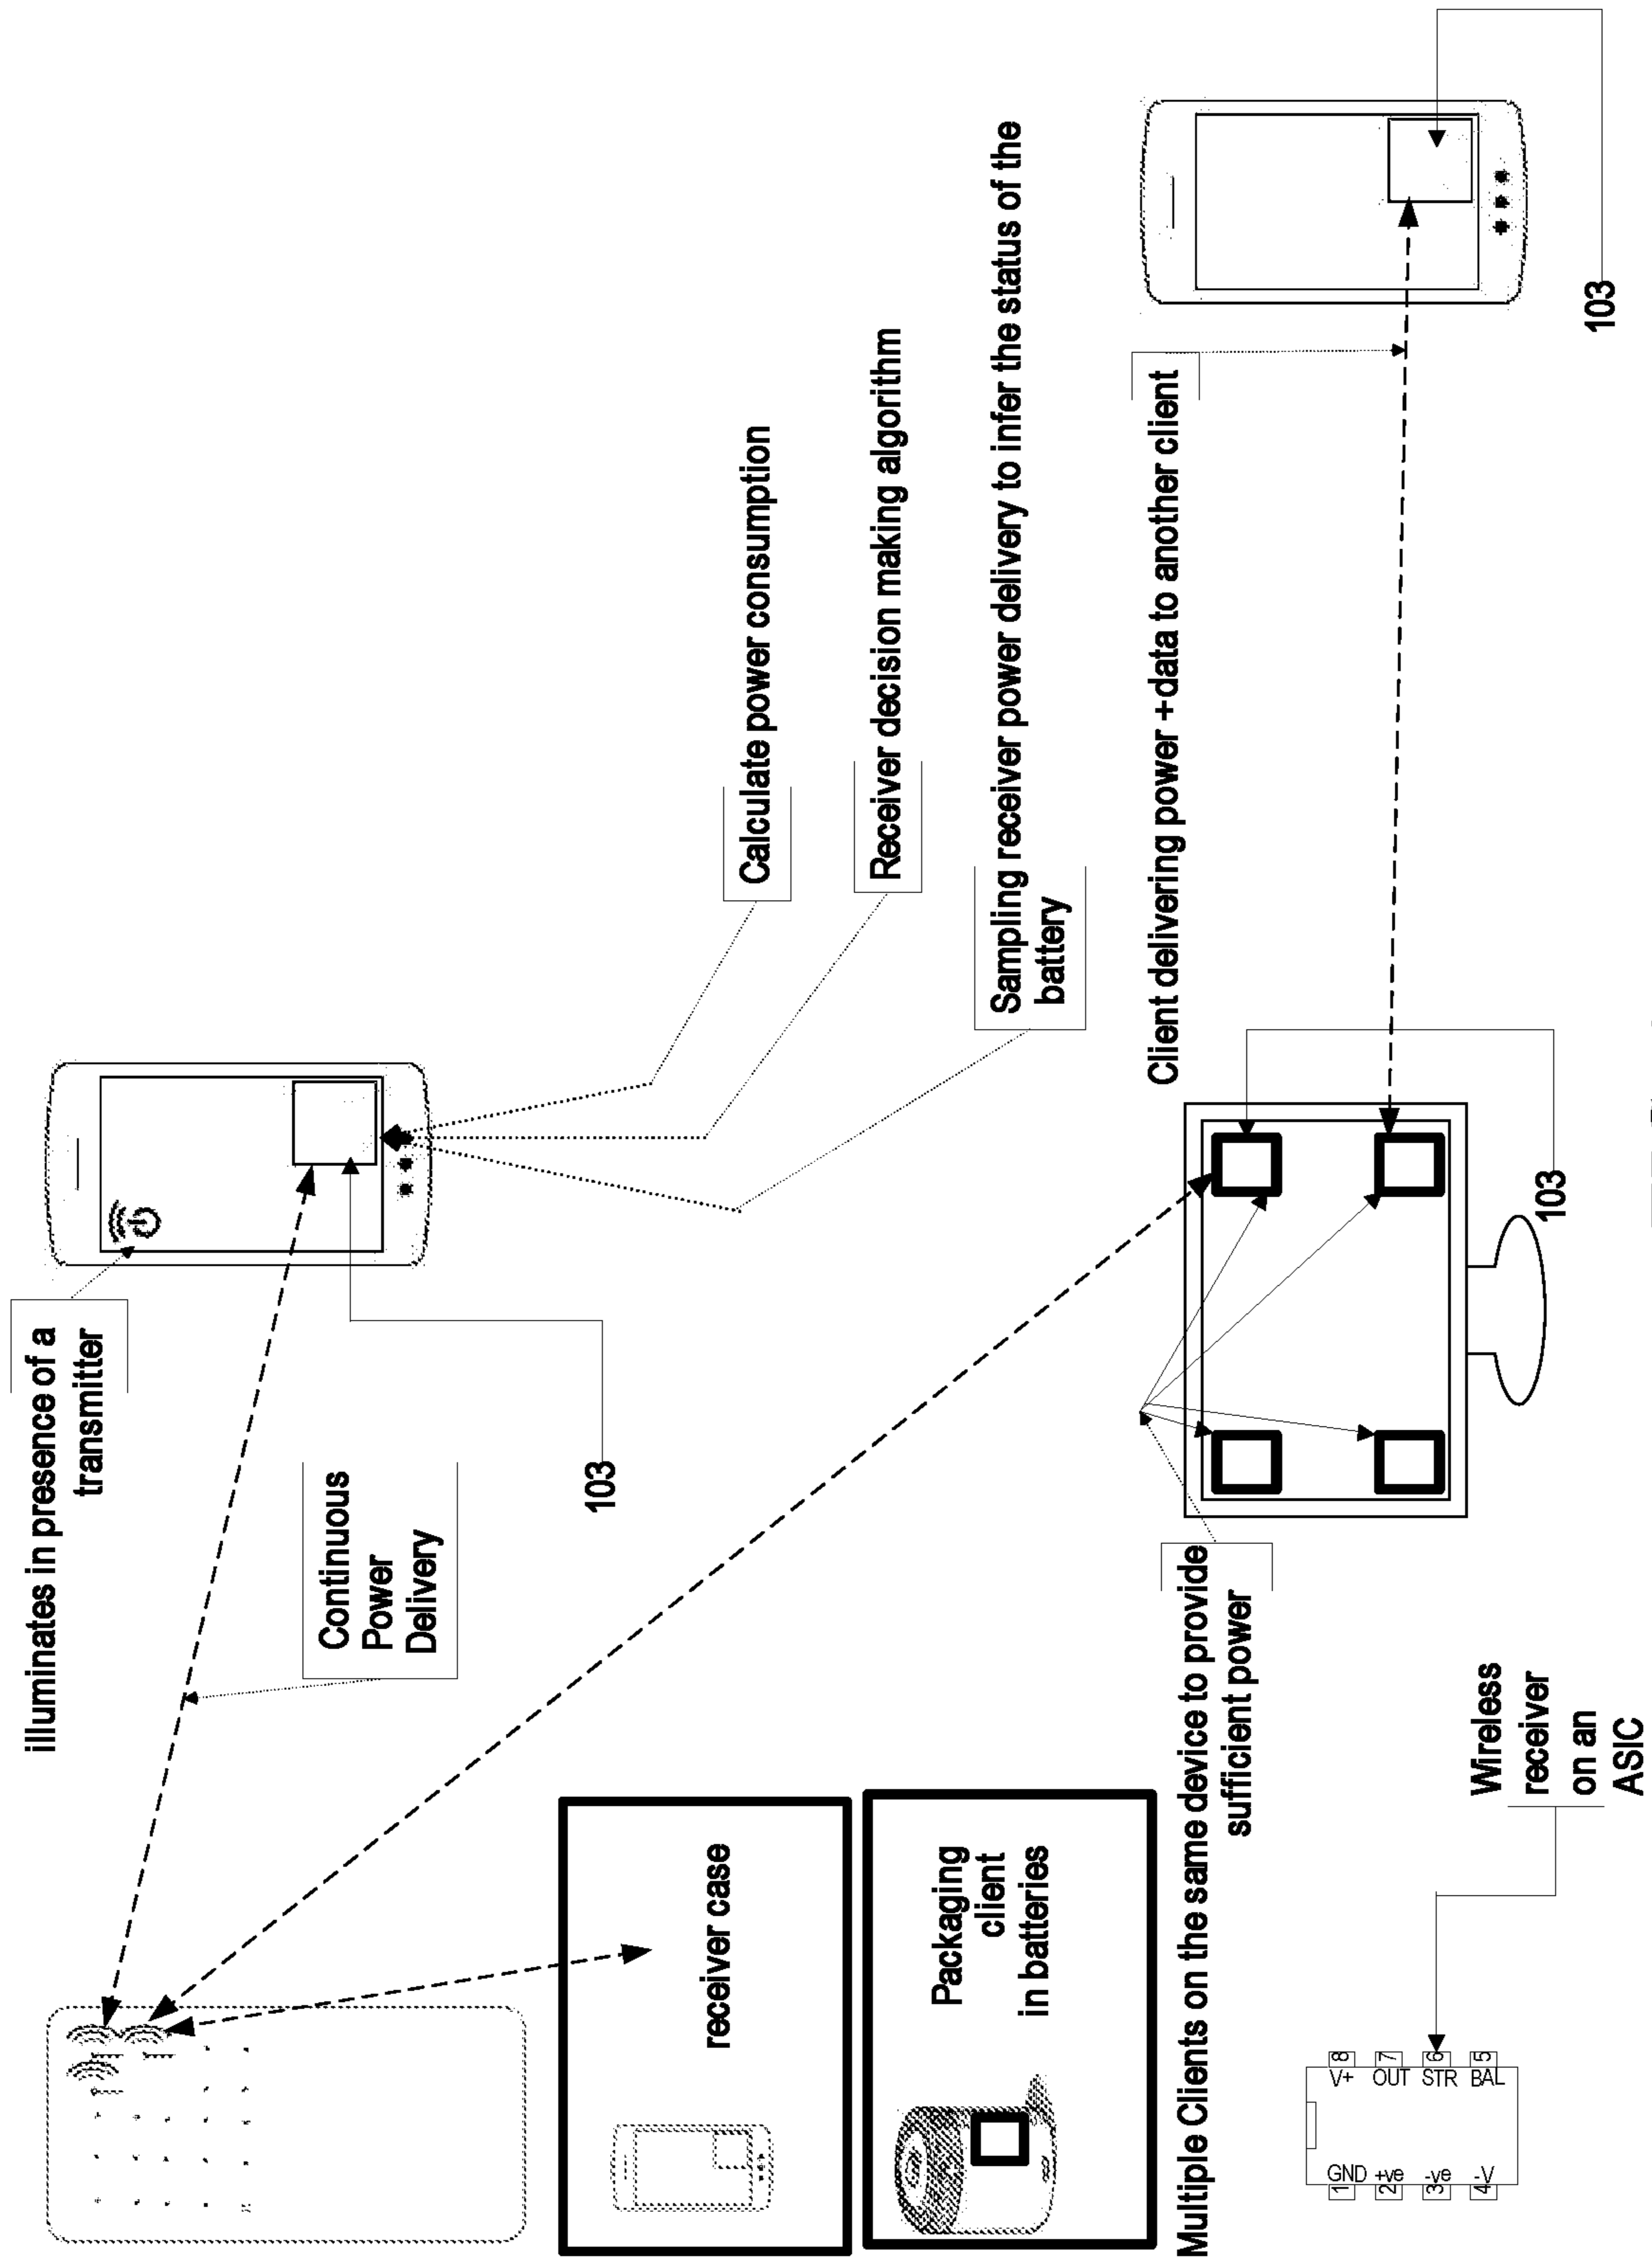 illuminates in presence of a
transmitter
Continuous
Power
Delivery
103
Calculate power consumption
Receiver decision making algorithm
Sampling receiver power delivery to infer the status of the
battery
receiver case
Packaging
client
in batteries
Client delivering power +data to another client
103
103
Multiple Clients on the same device to provide
sufficient power
Wireless
receiver
on an
ASIC
1 GND V+ 8
2 +ve OUT 7
3 -ve STR 6
4 -V BAL 5